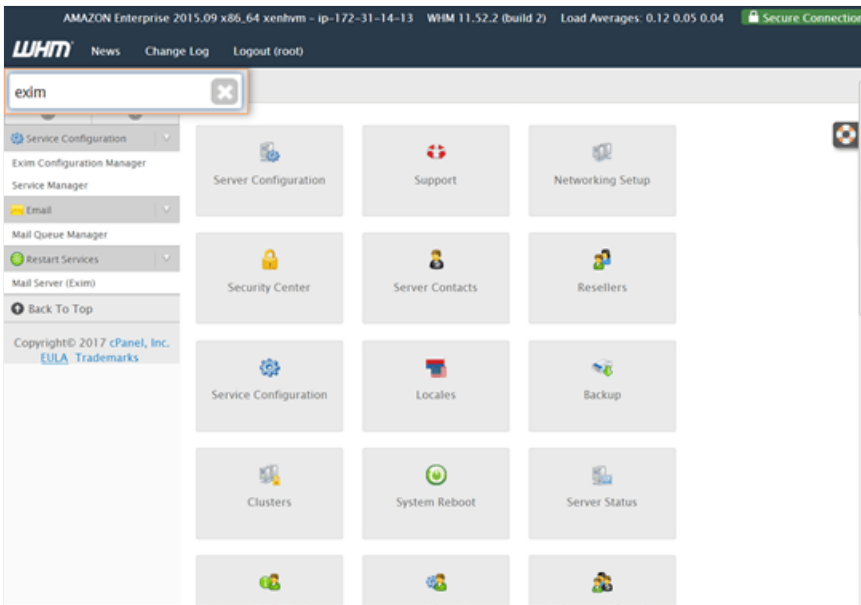 AMAZON Enterprise 2015.09 x86_64 xenhvm - ip-172-31-14-13 WHM 11.52.2 (build 2) Load Averages: 0.12 0.05 0.04 Secure Connection
WHM News Change Log Logout (root)
exim
Service Configuration
Exim Configuration Manager
Service Manager
Email
Mail Queue Manager
Restart Services
Mail Server (Exim)
Back To Top
Copyright© 2017 cPanel, Inc.
EULA Trademarks
Server Configuration Support Networking Setup
Security Center Server Contacts Resellers
Service Configuration Locales Backup
Clusters System Reboot Server Status